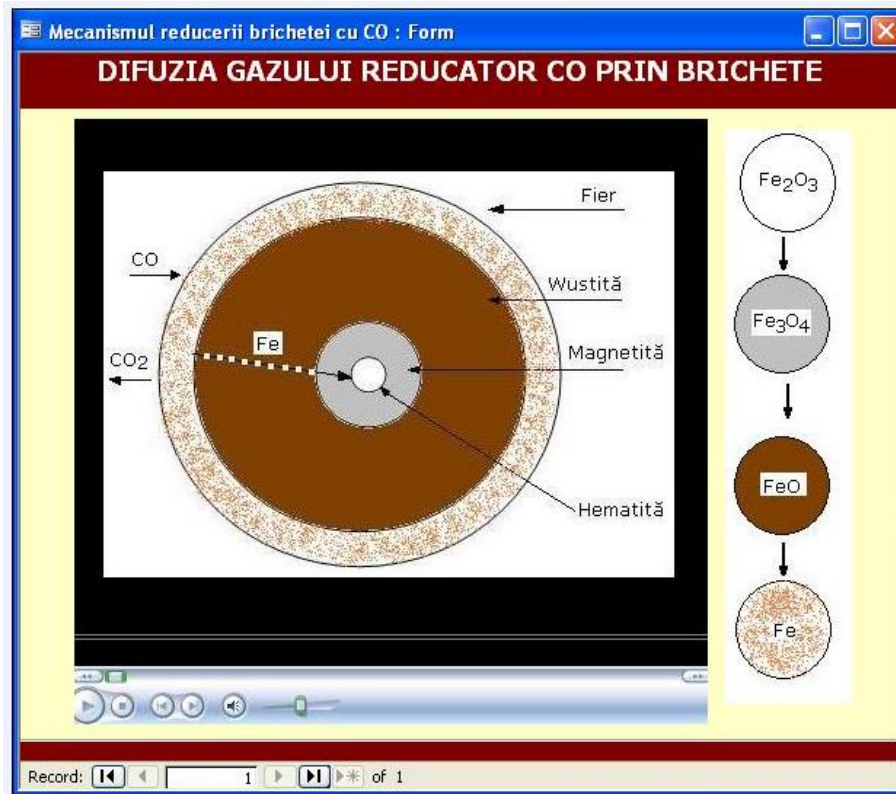 Mecanismul reducerii brichetei cu CO : Form
DIFUZIA GAZULUI REDUCATOR CO PRIN BRICHETE
Fier
CO
Wustită
Fe
CO2
Magnetită
Hematită
Fe2O3
Fe3O4
FeO
Fe
Record: 1 of 1